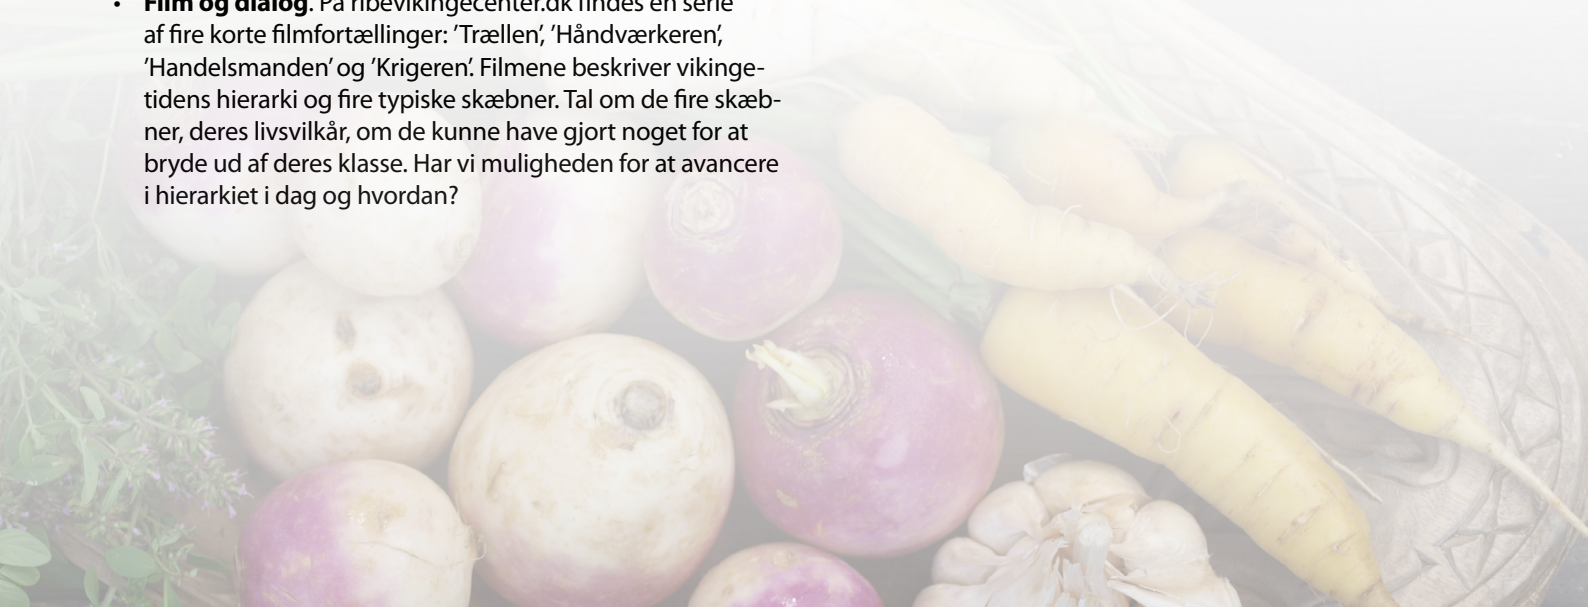 • Film og dialog. På ribevikingecenter.dk findes en serie
af fire korte filmfortællinger: ’Trællen’, ’Håndværkeren’,
’Handelsmanden’ og ’Krigeren’. Filmene beskriver vikinge-
tidens hierarki og fire typiske skæbner. Tal om de fire skæb-
ner, deres livsvilkår, om de kunne have gjort noget for at
bryde ud af deres klasse. Har vi muligheden for at avancere
i hierarkiet i dag og hvordan?